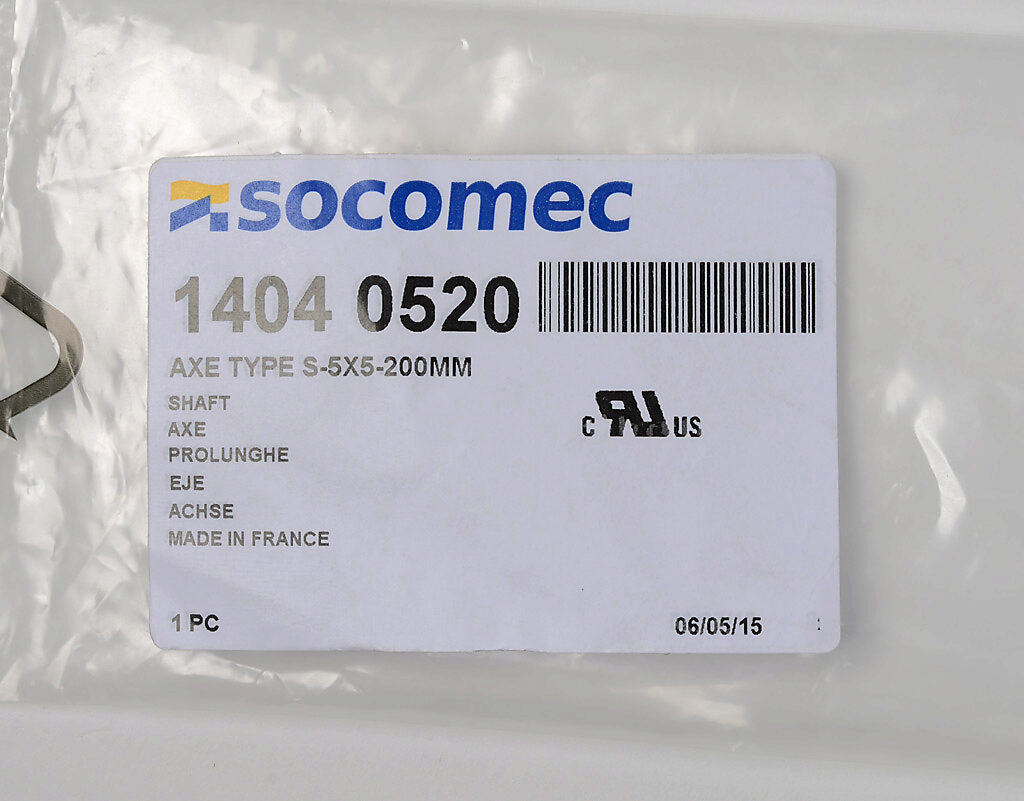 socomec
1404 0520
AXE TYPE S-5X5-200MM
SHAFT
AXE
PROLUNGHE
EJE
ACHSE
MADE IN FRANCE
C RU US
1 PC
06/05/15